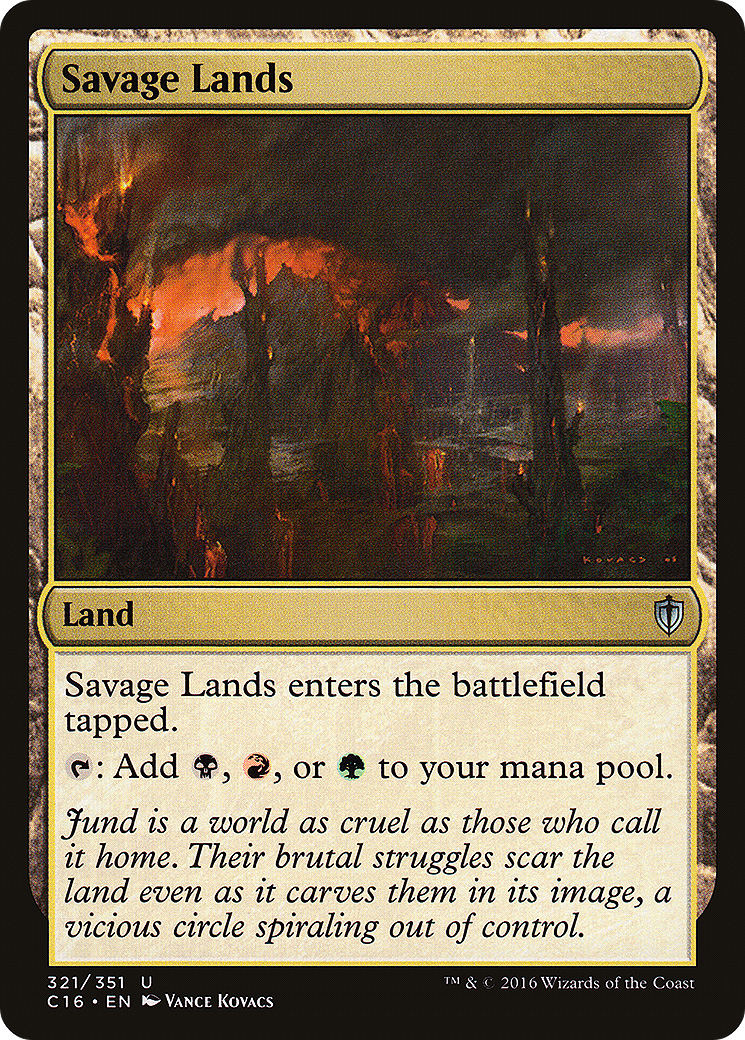 Savage Lands
KOVACS 08
Land
Savage Lands enters the battlefield
tapped.
: Add , , or to your mana pool.
Jund is a world as cruel as those who call
it home. Their brutal struggles scar the
land even as it carves them in its image, a
vicious circle spiraling out of control.
321/351 U
C16 • EN Vance Kovacs
™ & © 2016 Wizards of the Coast